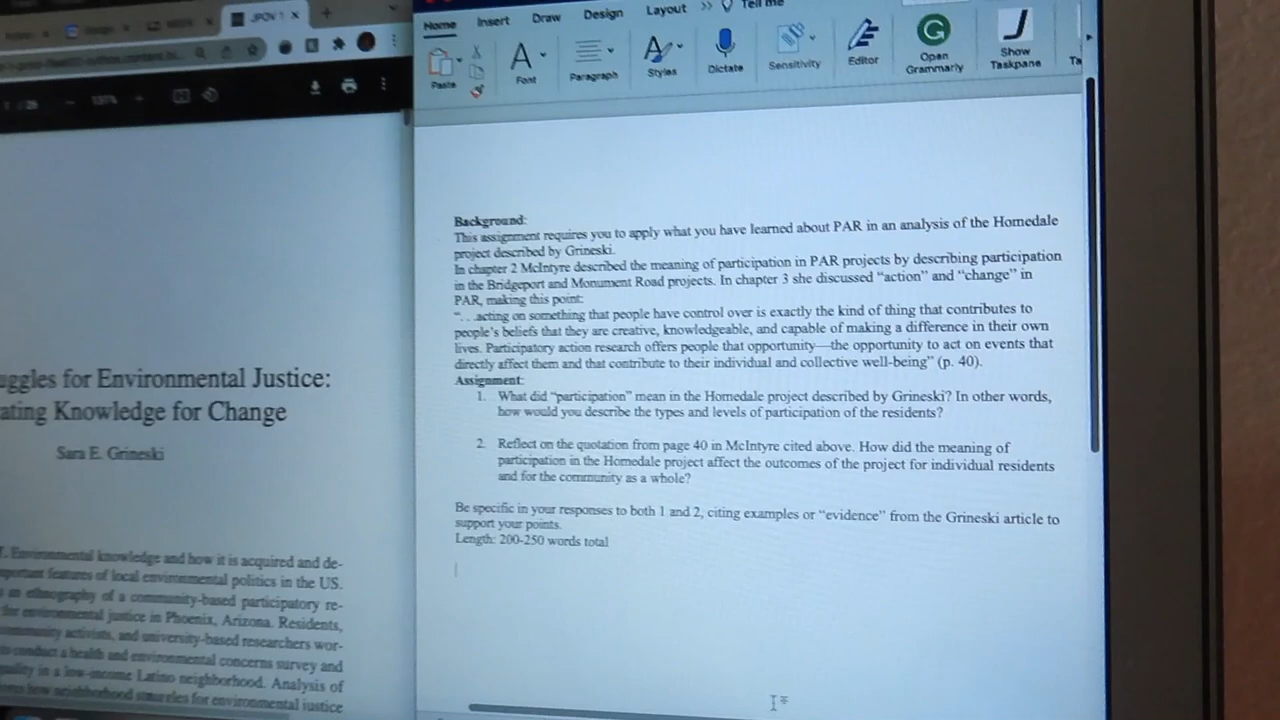 JPOV 1
Home Insert Draw Design Layout Tell me
Paste Font Paragraph Styles Dictate Sensitivity Editor Open Grammarly Show Taskpane
uggles for Environmental Justice:
ating Knowledge for Change
Sara E. Grineski
Environmental knowledge and how it is acquired and de-
features of local environmental politics in the US.
an ethnography of a community-based participatory re-
for environmental justice in Phoenix, Arizona. Residents,
community activists, and university-based researchers wor-
to conduct a health and environmental concerns survey and
quality in a low-income Latino neighborhood. Analysis of
how neighborhood struggles for environmental justice
Background:
This assignment requires you to apply what you have learned about PAR in an analysis of the Homedale
project described by Grineski.
In chapter 2 McIntyre described the meaning of participation in PAR projects by describing participation
in the Bridgeport and Monument Road projects. In chapter 3 she discussed “action” and “change” in
PAR, making this point:
“. . .acting on something that people have control over is exactly the kind of thing that contributes to
people’s beliefs that they are creative, knowledgeable, and capable of making a difference in their own
lives. Participatory action research offers people that opportunity—the opportunity to act on events that
directly affect them and that contribute to their individual and collective well-being” (p. 40).
Assignment:
1. What did “participation” mean in the Homedale project described by Grineski? In other words,
how would you describe the types and levels of participation of the residents?
2. Reflect on the quotation from page 40 in McIntyre cited above. How did the meaning of
participation in the Homedale project affect the outcomes of the project for individual residents
and for the community as a whole?
Be specific in your responses to both 1 and 2, citing examples or “evidence” from the Grineski article to
support your points.
Length: 200-250 words total